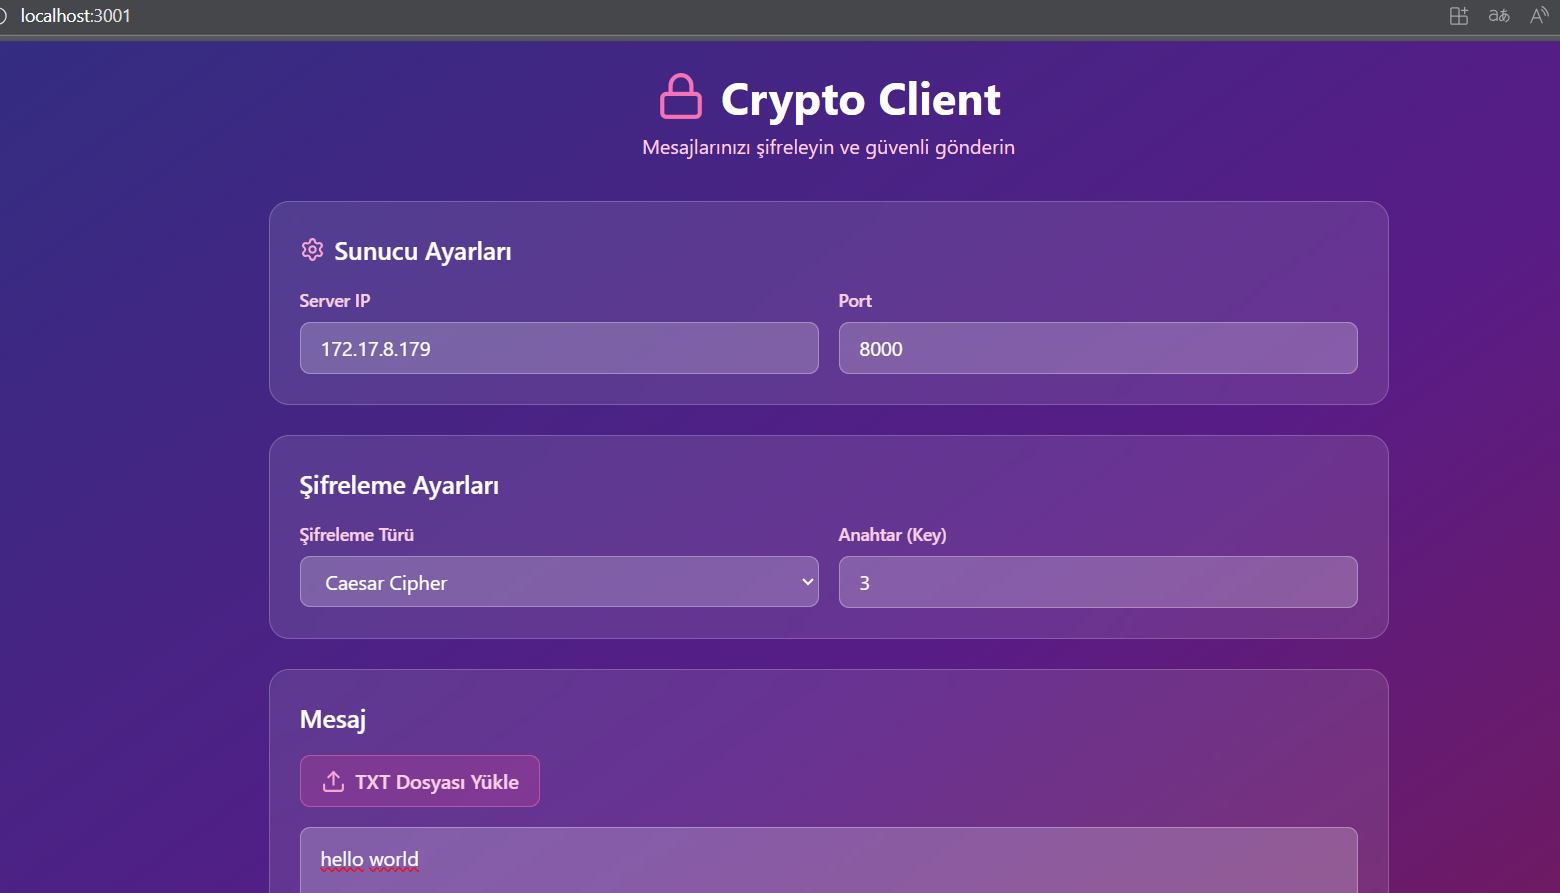 localhost:3001
Crypto Client
Mesajlarınızı şifreleyin ve güvenli gönderin
Sunucu Ayarları
Server IP
Port
172.17.8.179
8000
Şifreleme Ayarları
Şifreleme Türü
Anahtar (Key)
Caesar Cipher
3
Mesaj
TXT Dosyası Yükle
hello world